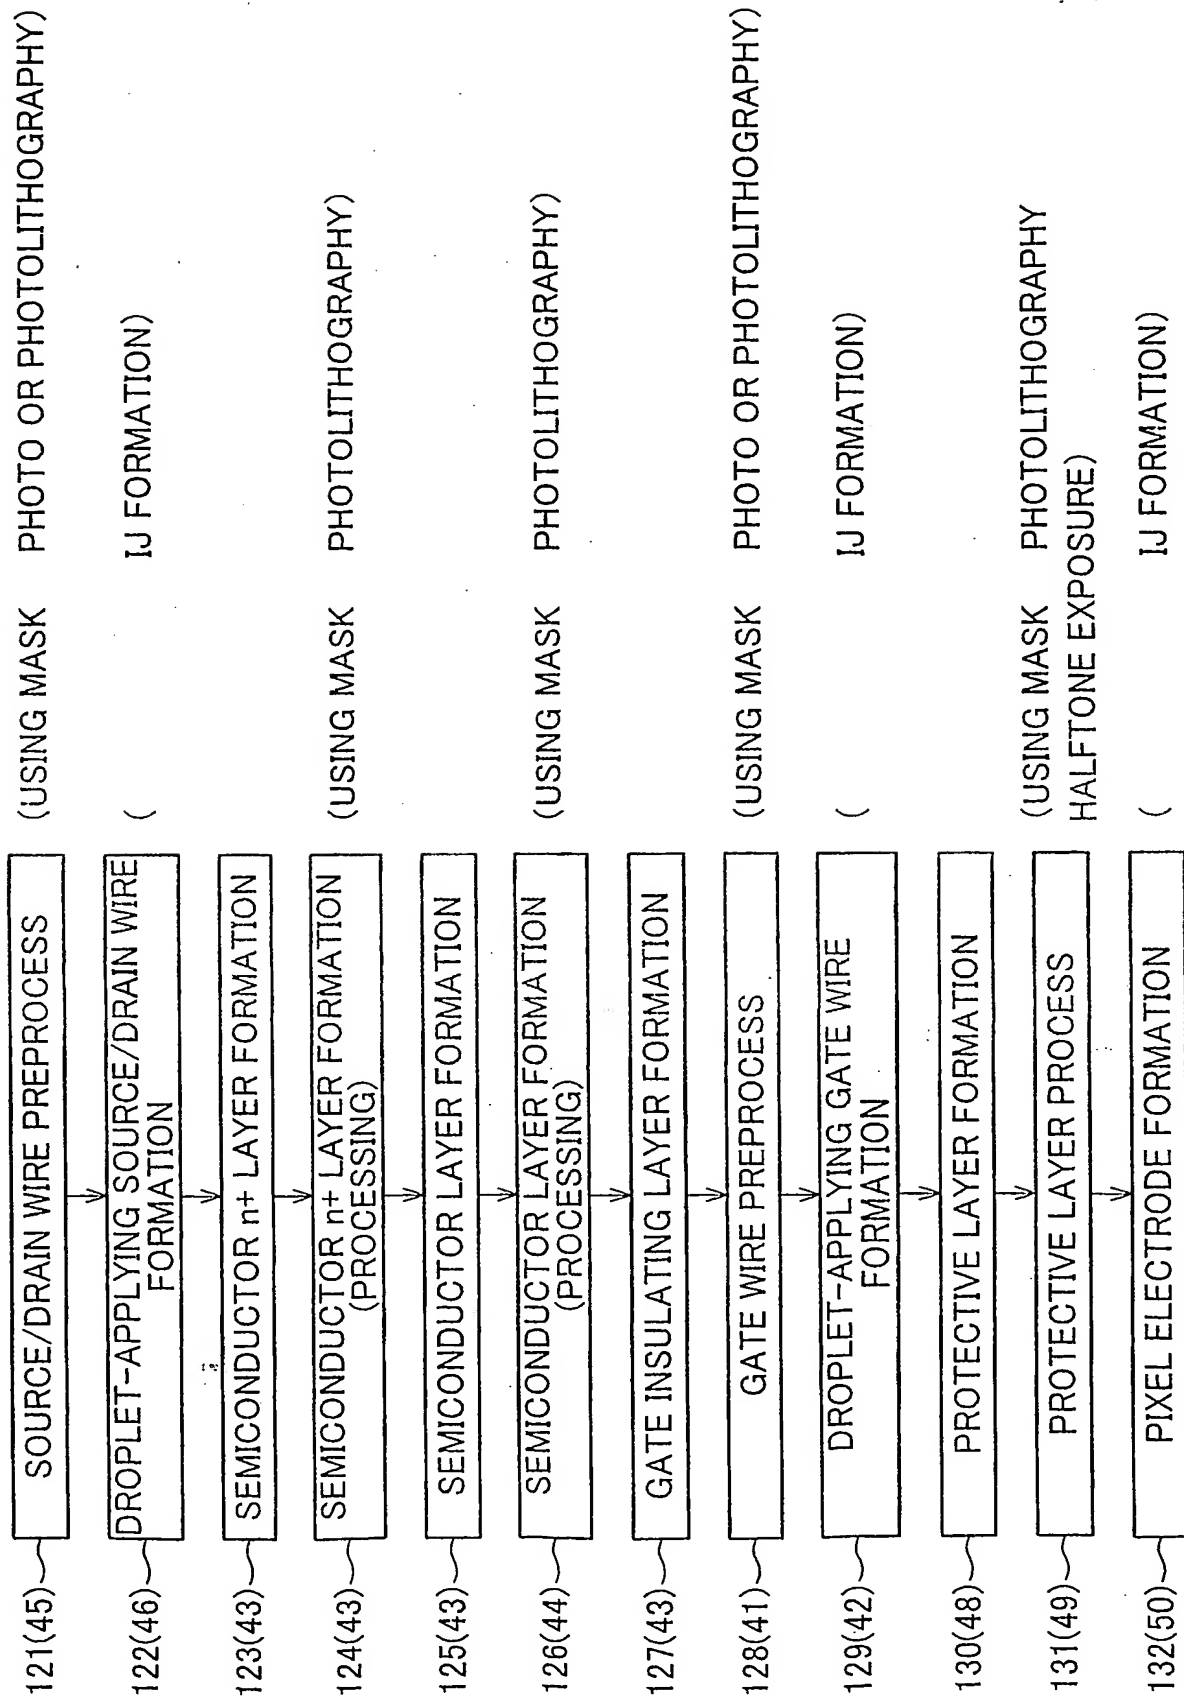 121(45) SOURCE/DRAIN WIRE PREPROCESS (USING MASK PHOTO OR PHOTOLITHOGRAPHY)
122(46) DROPLET-APPLYING SOURCE/DRAIN WIRE ( IJ FORMATION)
FORMATION
123(43) SEMICONDUCTOR n+ LAYER FORMATION
124(43) SEMICONDUCTOR n+ LAYER FORMATION (USING MASK PHOTOLITHOGRAPHY)
(PROCESSING)
125(43) SEMICONDUCTOR LAYER FORMATION
126(44) SEMICONDUCTOR LAYER FORMATION (USING MASK PHOTOLITHOGRAPHY)
(PROCESSING)
127(43) GATE INSULATING LAYER FORMATION
128(41) GATE WIRE PREPROCESS (USING MASK PHOTO OR PHOTOLITHOGRAPHY)
129(42) DROPLET-APPLYING GATE WIRE ( IJ FORMATION)
FORMATION
130(48) PROTECTIVE LAYER FORMATION
131(49) PROTECTIVE LAYER PROCESS (USING MASK PHOTOLITHOGRAPHY
HALFTONE EXPOSURE)
132(50) PIXEL ELECTRODE FORMATION ( IJ FORMATION)